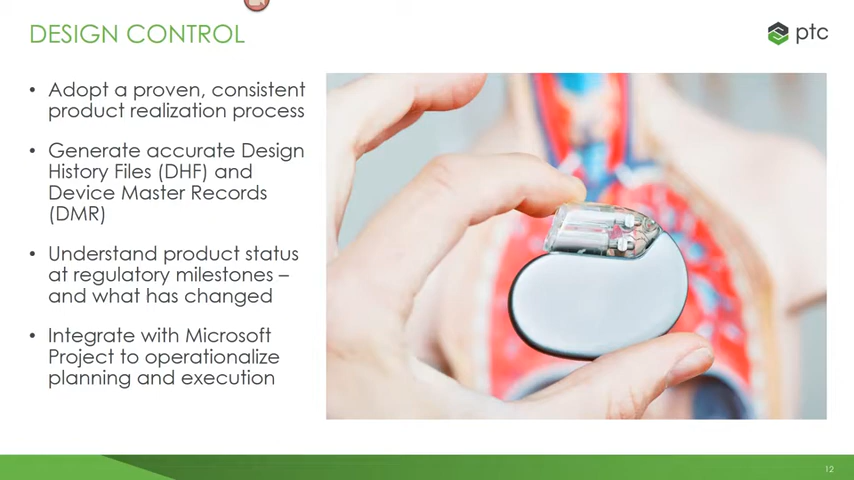 DESIGN CONTROL
ptc
• Adopt a proven, consistent
product realization process
• Generate accurate Design
History Files (DHF) and
Device Master Records
(DMR)
• Understand product status
at regulatory milestones –
and what has changed
• Integrate with Microsoft
Project to operationalize
planning and execution
12